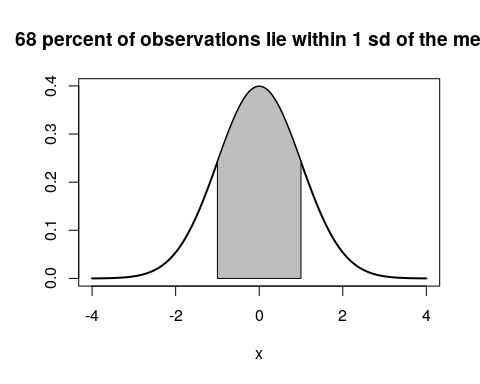 68 percent of observations lie within 1 sd of the me
0.4
0.3
0.2
0.1
0.0
-4 -2 0 2 4
x